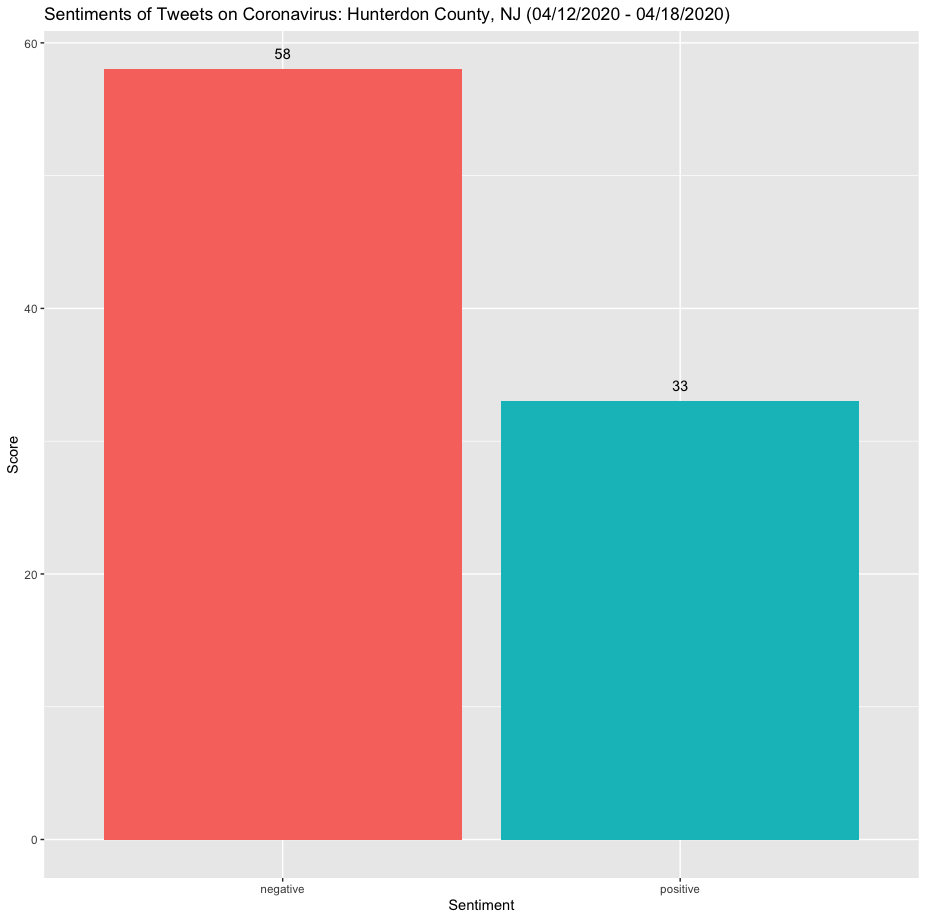 Sentiments of Tweets on Coronavirus: Hunterdon County, NJ (04/12/2020 - 04/18/2020)
60
58
40
33
Score
20
0
negative
positive
Sentiment